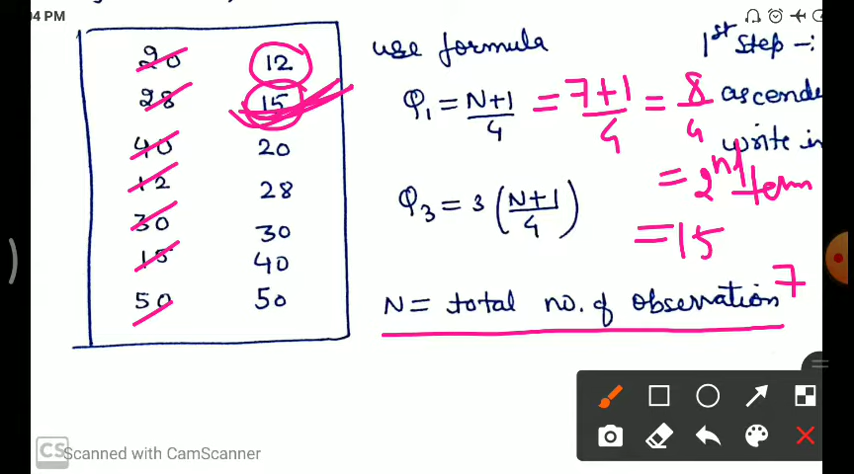 04 PM
20 12
28 15
40 20
12 28
30 30
15 40
50 50
use formula
Q₁ = N+1/4 = 7+1/4 = 8/4
= 2nd term
= 15
Q₃ = 3 (N+1/4)
N = total no. of observation 7
1st Step -:
ascende
write in
CS Scanned with CamScanner